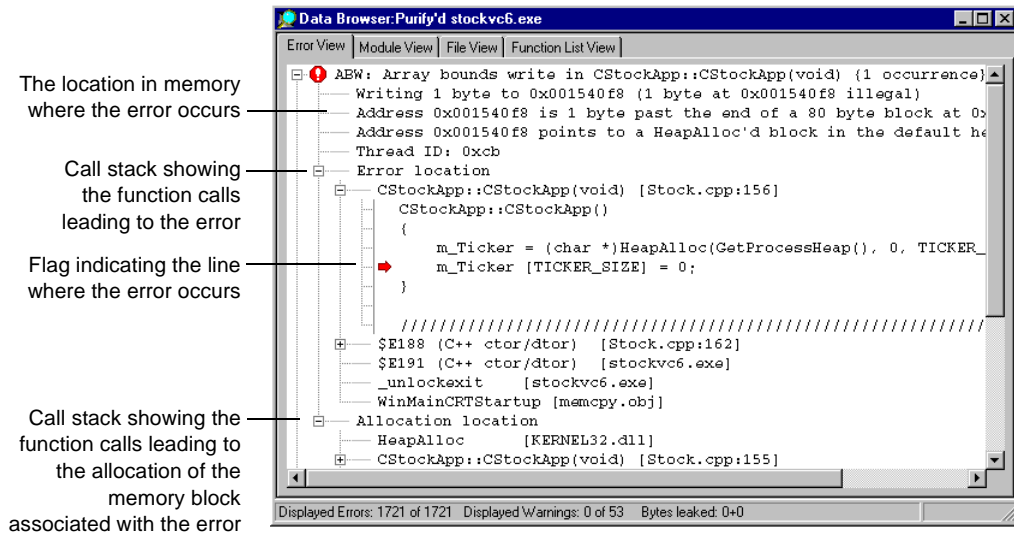 Data Browser:Purify'd stockvc6.exe
Error View Module View File View Function List View
ABW: Array bounds write in CStockApp::CStockApp(void) {1 occurrence}
Writing 1 byte to 0x001540f8 (1 byte at 0x001540f8 illegal)
Address 0x001540f8 is 1 byte past the end of a 80 byte block at 0x
Address 0x001540f8 points to a HeapAlloc'd block in the default he
Thread ID: 0xcb
Error location
CStockApp::CStockApp(void) [Stock.cpp:156]
CStockApp::CStockApp()
{
m_Ticker = (char *)HeapAlloc(GetProcessHeap(), 0, TICKER_
m_Ticker [TICKER_SIZE] = 0;
}
////////////////////////////////////////////////////////////
$E188 (C++ ctor/dtor) [Stock.cpp:162]
$E191 (C++ ctor/dtor) [stockvc6.exe]
_unlockexit [stockvc6.exe]
WinMainCRTStartup [memcpy.obj]
Allocation location
HeapAlloc [KERNEL32.dll]
CStockApp::CStockApp(void) [Stock.cpp:155]
Displayed Errors: 1721 of 1721 Displayed Warnings: 0 of 53 Bytes leaked: 0+0
The location in memory
where the error occurs
Call stack showing
the function calls
leading to the error
Flag indicating the line
where the error occurs
Call stack showing the
function calls leading to
the allocation of the
memory block
associated with the error